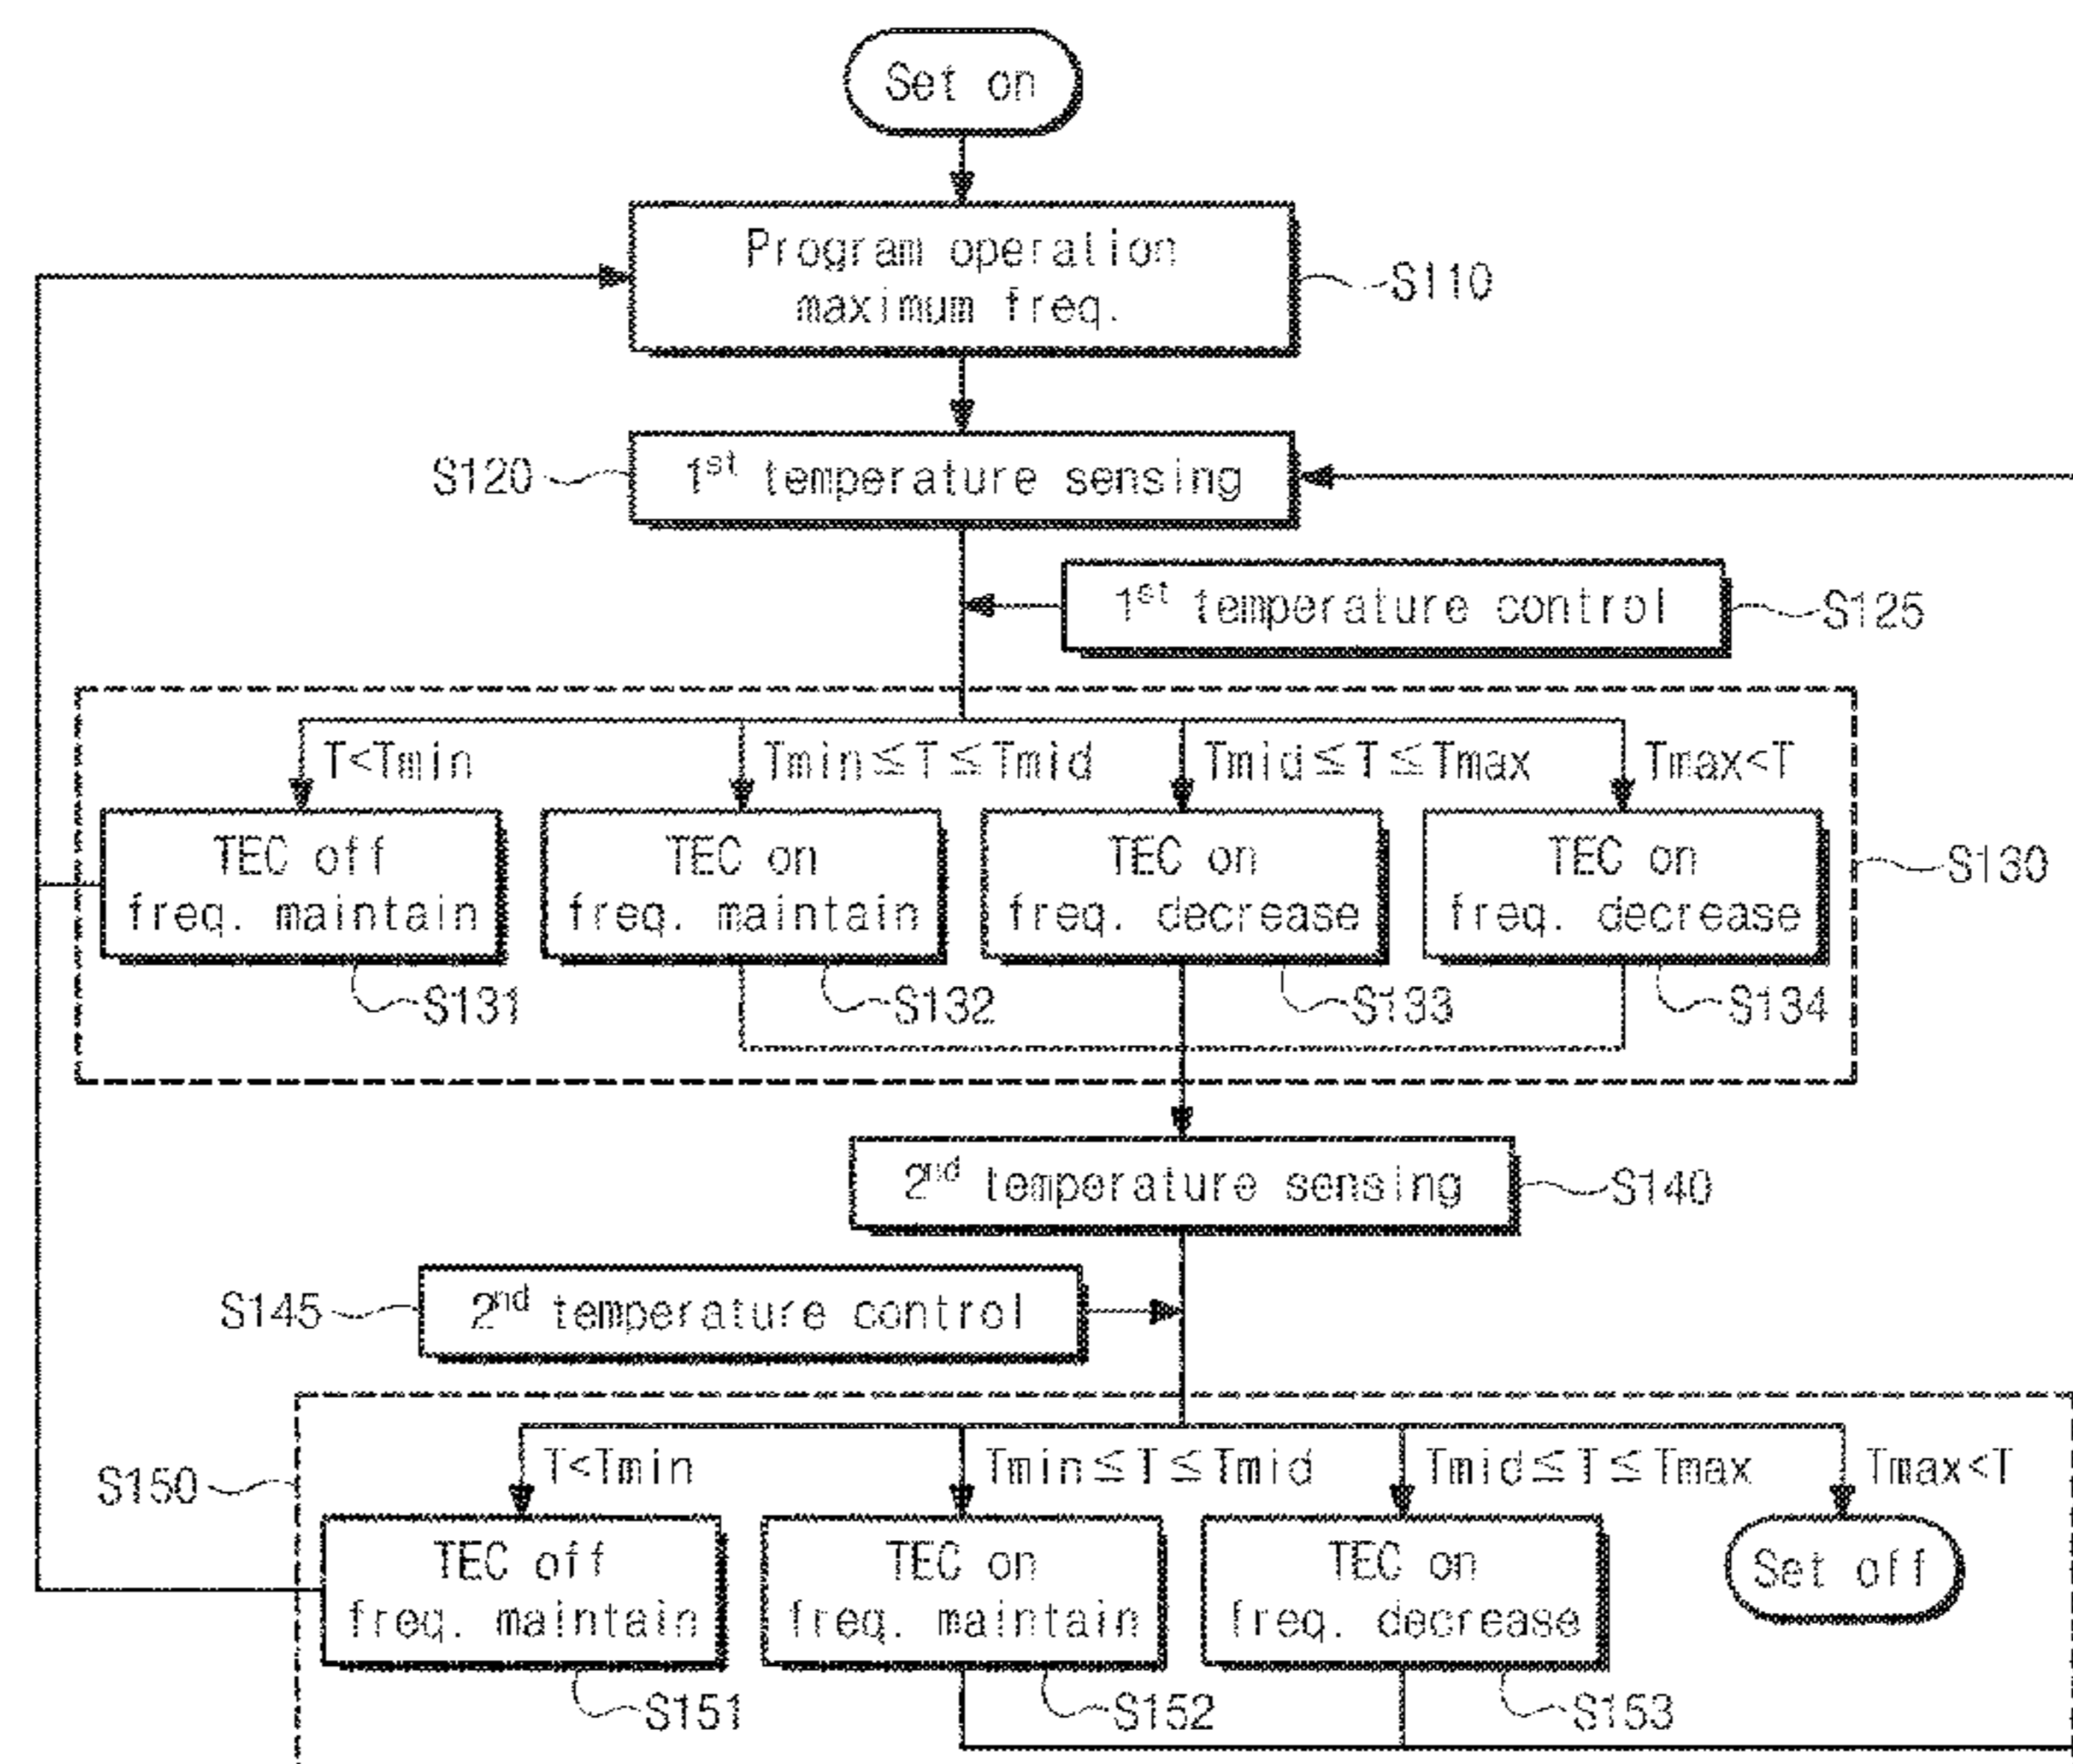 Set on
Program operation
maximum freq.
S110
S120
1st temperature sensing
1st temperature control
S125
T<Tmin
Tmin≦T≦Tmid
Tmid≦T≦Tmax
Tmax<T
TEC off
freq. maintain
TEC on
freq. maintain
TEC on
freq. decrease
TEC on
freq. decrease
S130
S131
S132
S133
S134
2nd temperature sensing
S140
S145
2nd temperature control
S150
T<Tmin
Tmin≦T≦Tmid
Tmid≦T≦Tmax
Tmax<T
TEC off
freq. maintain
TEC on
freq. maintain
TEC on
freq. decrease
Set off
S151
S152
S153